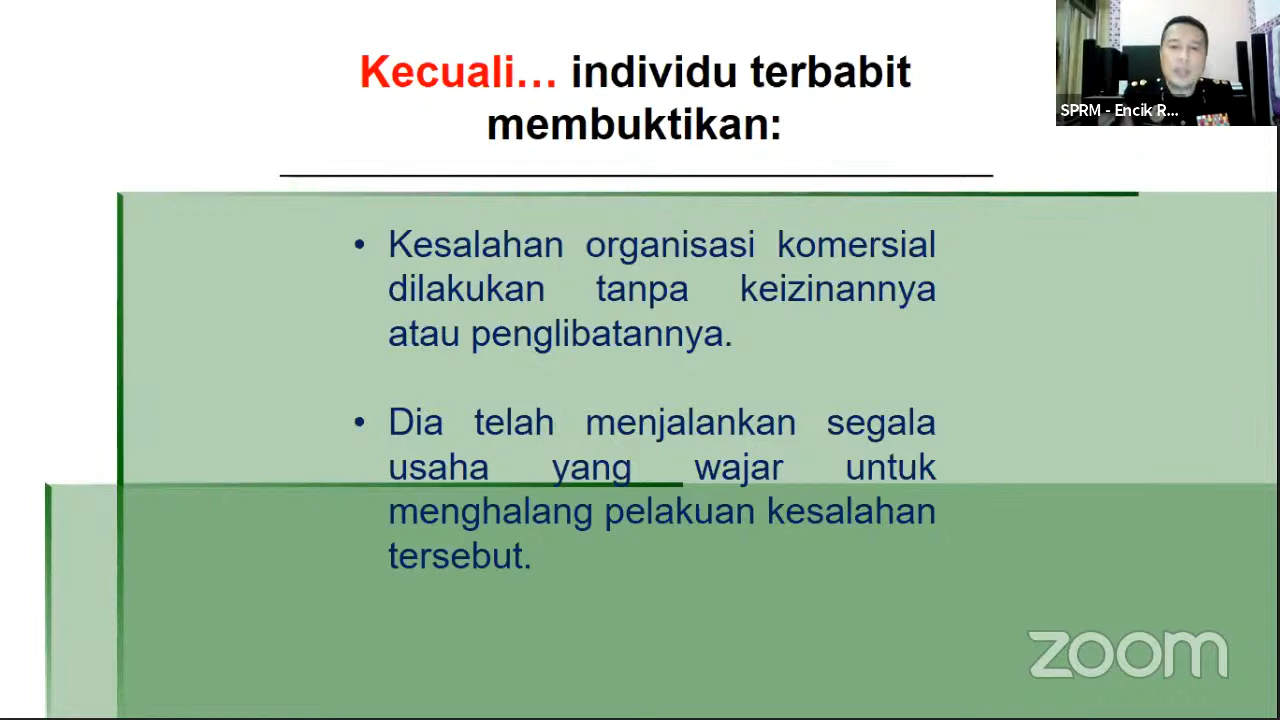 Kecuali... individu terbabit
membuktikan:
SPRM - Encik R...
• Kesalahan organisasi komersial
dilakukan tanpa keizinannya
atau penglibatannya.
• Dia telah menjalankan segala
usaha yang wajar untuk
menghalang pelakuan kesalahan
tersebut.
zoom